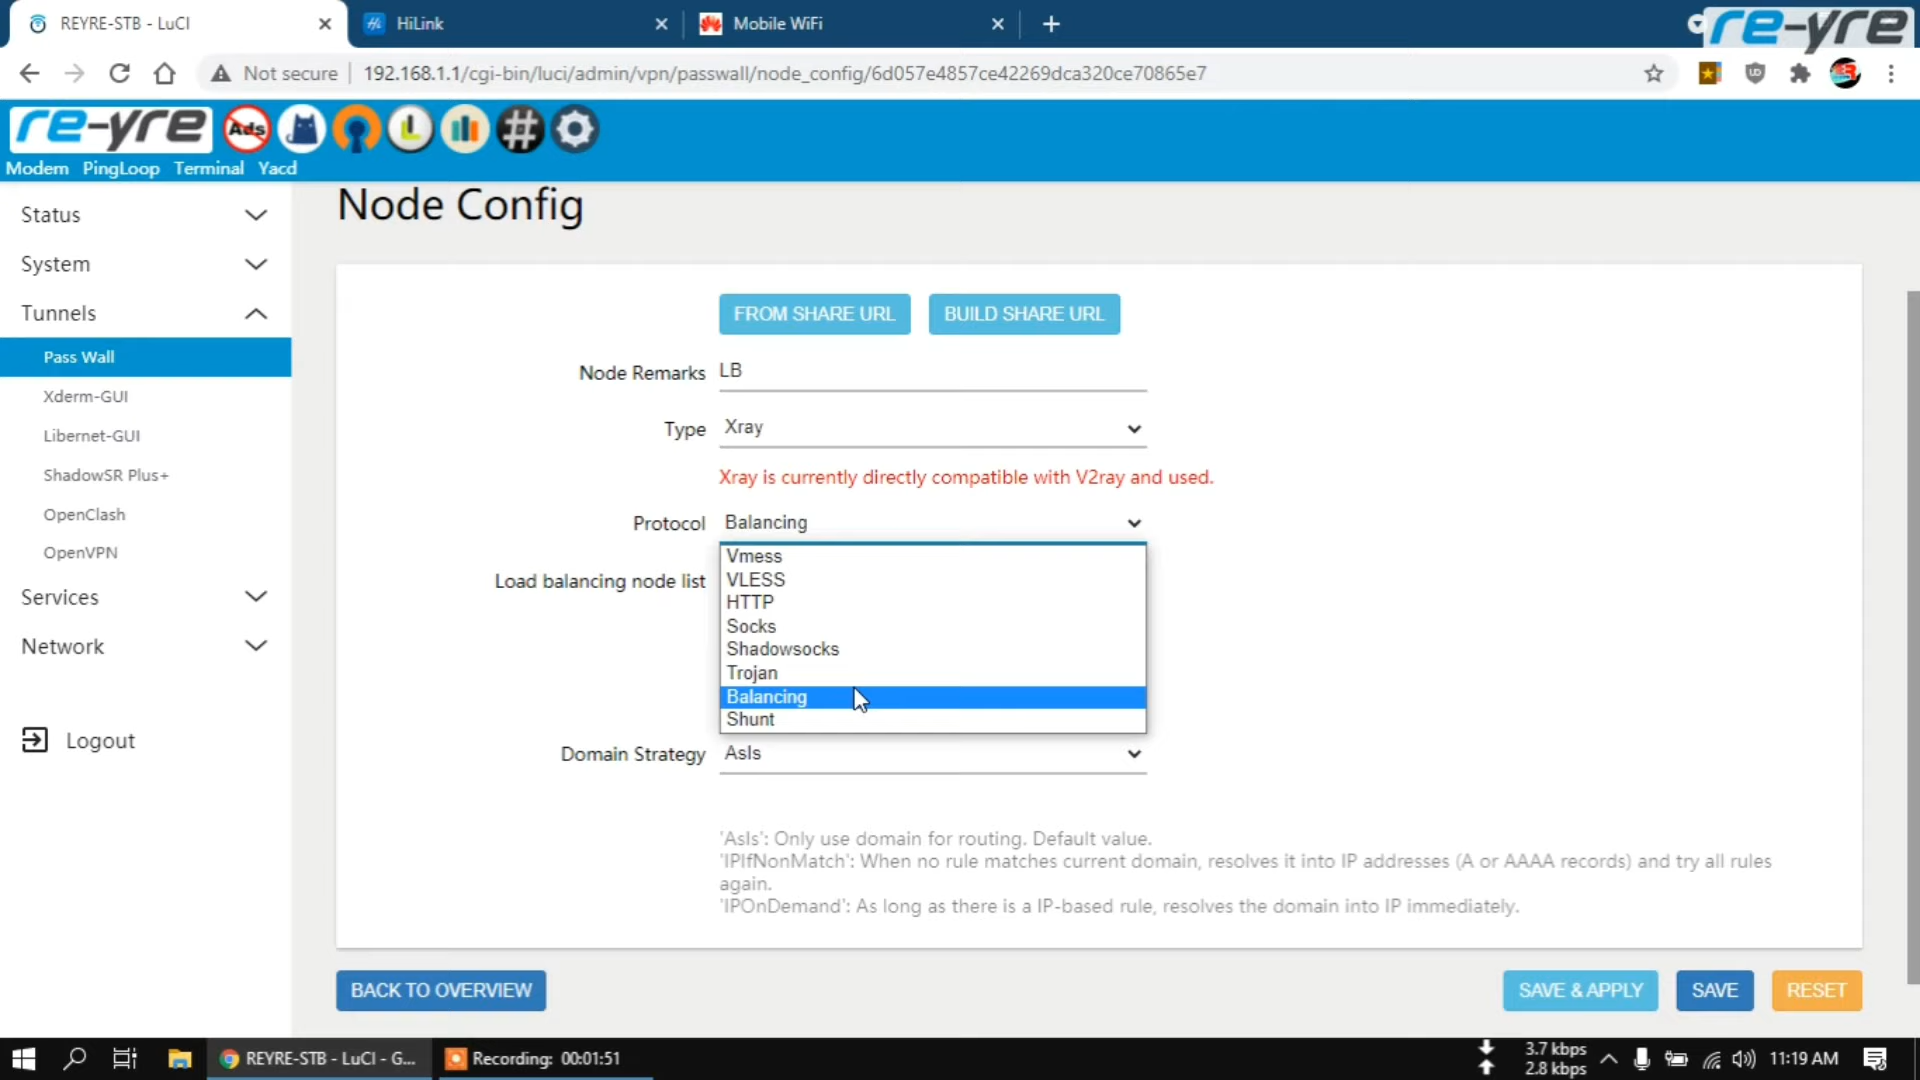 REYRE-STB - LuCI
HiLink
Mobile WiFi
re-yre
Not secure
192.168.1.1/cgi-bin/luci/admin/vpn/passwall/node_config/6d057e4857ce42269dca320ce70865e7
re-yre
Ads
Modem PingLoop Terminal Yacd
Node Config
Status
System
Tunnels
Pass Wall
Xderm-GUI
Libernet-GUI
ShadowSR Plus+
OpenClash
OpenVPN
Services
Network
Logout
FROM SHARE URL
BUILD SHARE URL
Node Remarks LB
Type Xray
Xray is currently directly compatible with V2ray and used.
Protocol Balancing
Load balancing node list
Vmess
VLESS
HTTP
Socks
Shadowsocks
Trojan
Balancing
Shunt
Domain Strategy AsIs
'AsIs': Only use domain for routing. Default value.
'IPIfNonMatch': When no rule matches current domain, resolves it into IP addresses (A or AAAA records) and try all rules
again.
'IPOnDemand': As long as there is a IP-based rule, resolves the domain into IP immediately.
BACK TO OVERVIEW
SAVE & APPLY
SAVE
RESET
REYRE-STB - LuCI - G...
Recording: 00:01:51
3.7 kbps
2.8 kbps
11:19 AM